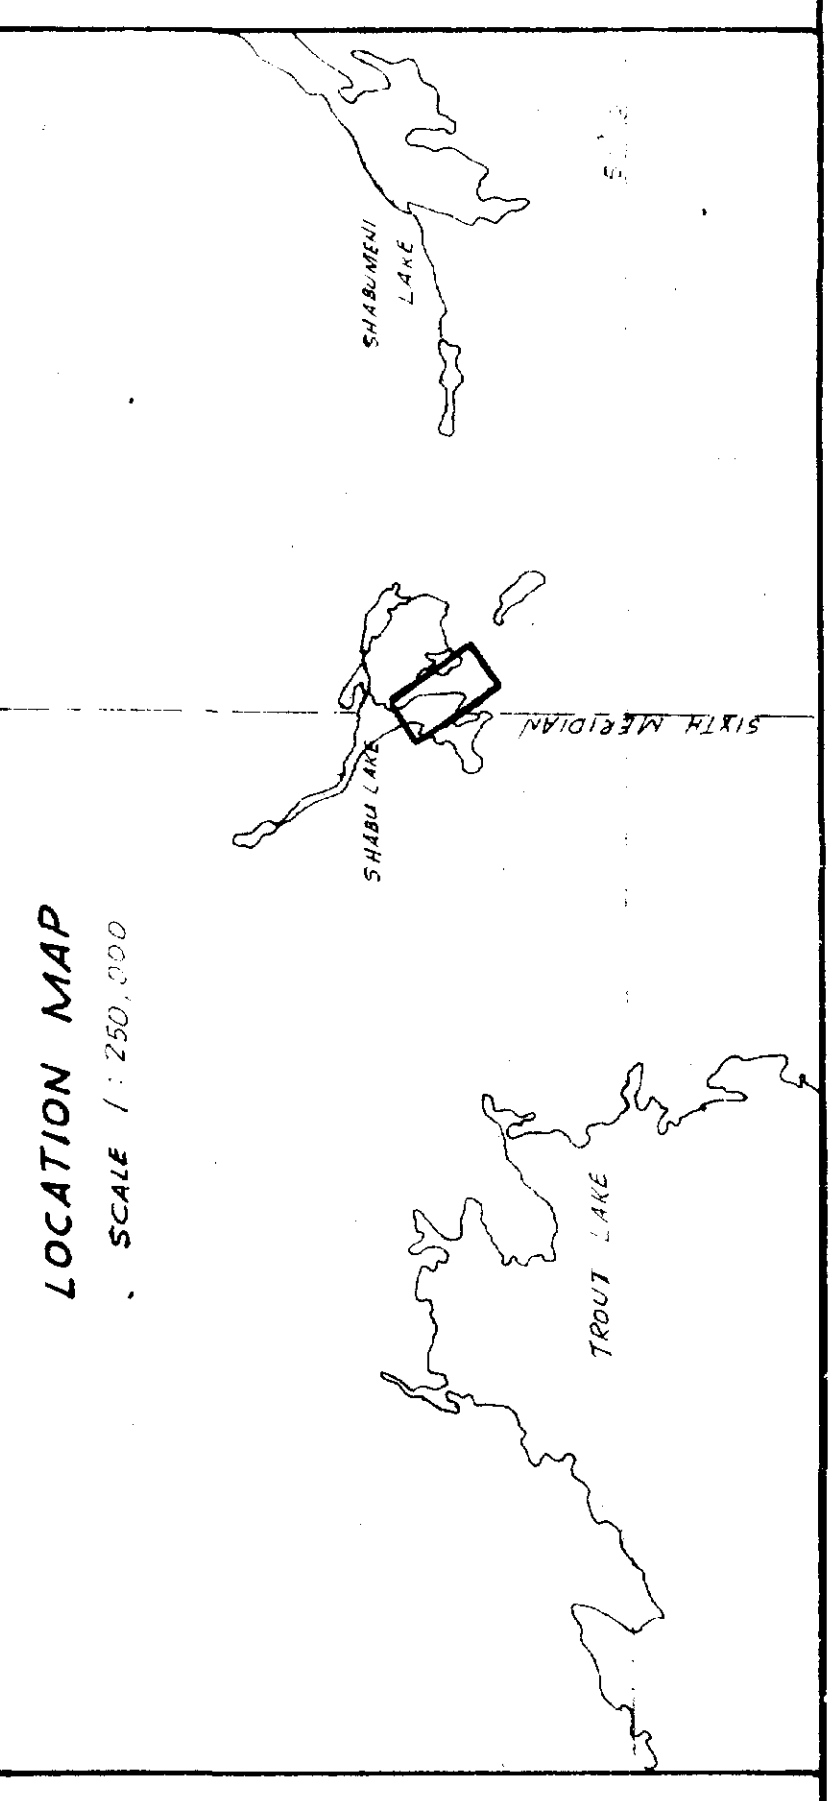 LOCATION MAP
SCALE 1:250,000
SHABUMENI
LAKE
SHABU LAKE
SIXTH MERIDIAN
TROUT LAKE